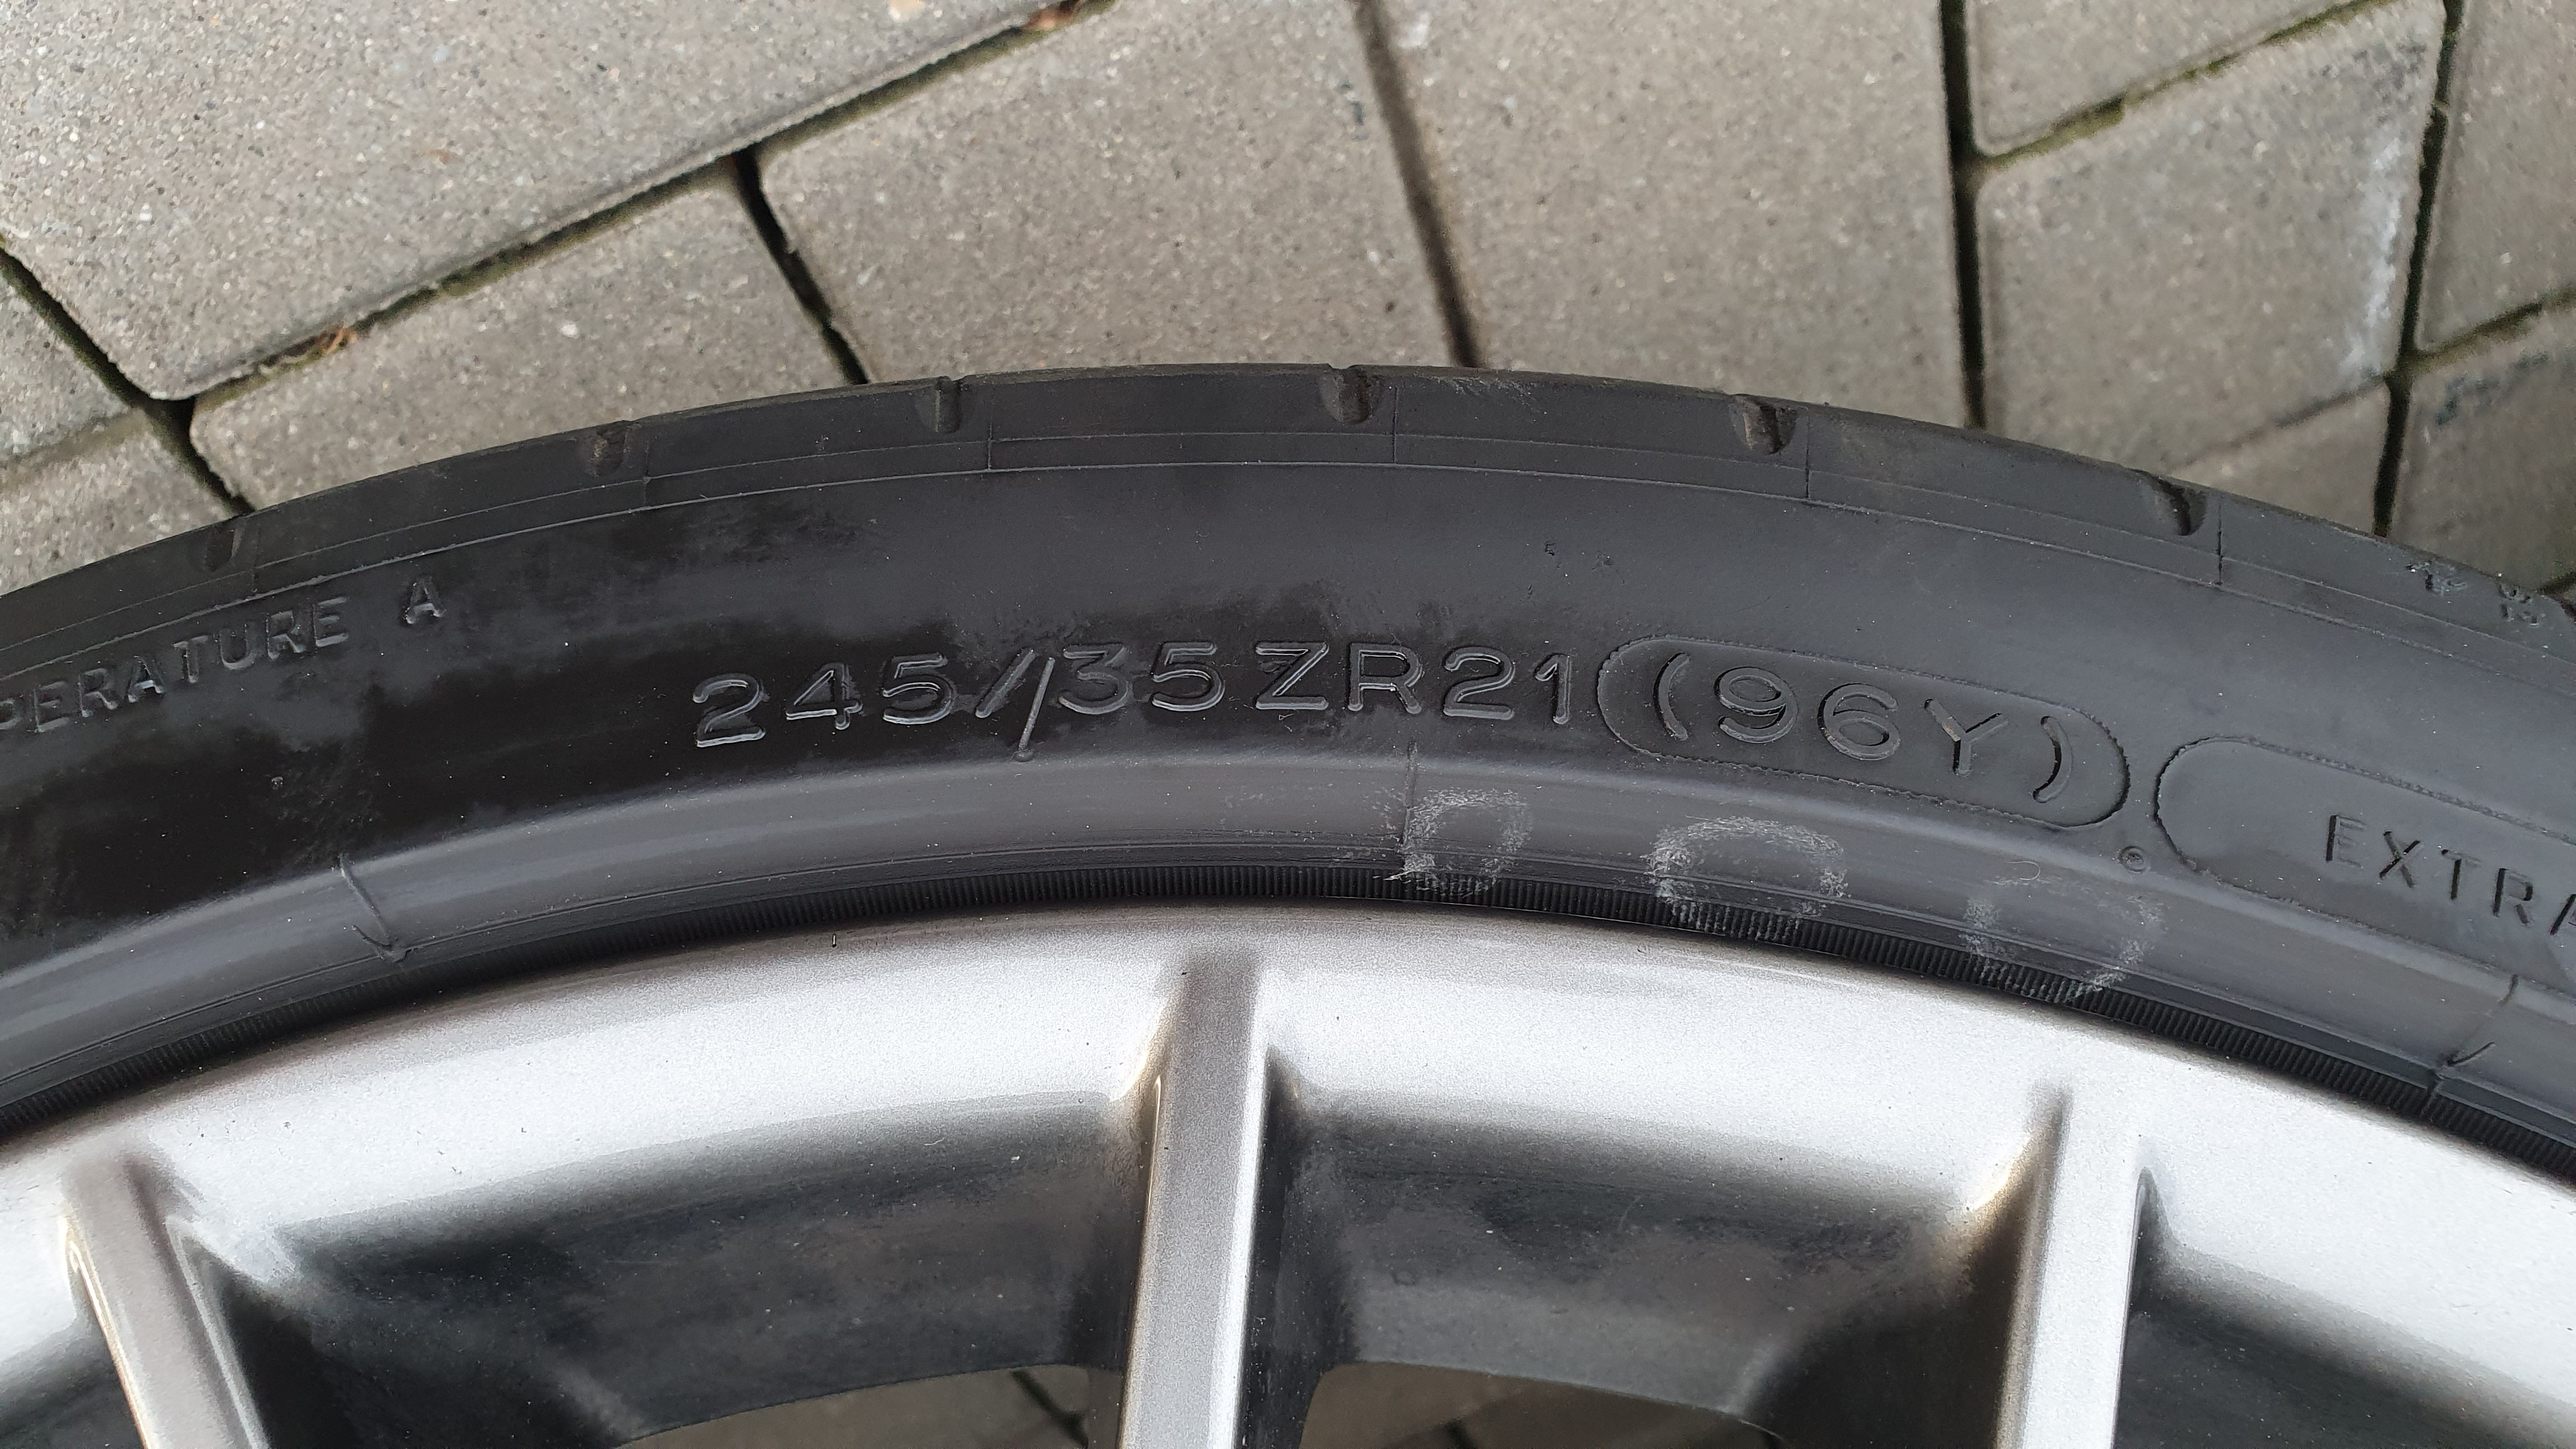 PERATURE A
245/35ZR21 (96Y)
EXTRA